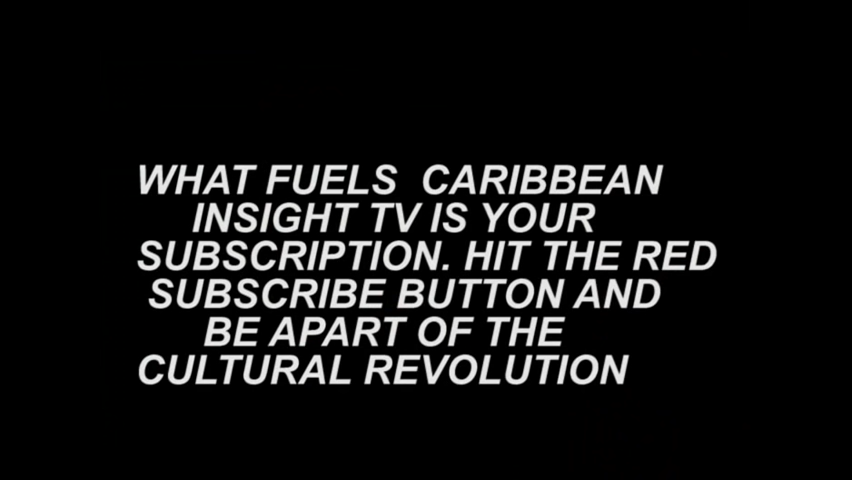 WHAT FUELS  CARIBBEAN
INSIGHT TV IS YOUR
SUBSCRIPTION. HIT THE RED
SUBSCRIBE BUTTON AND
BE APART OF THE
CULTURAL REVOLUTION